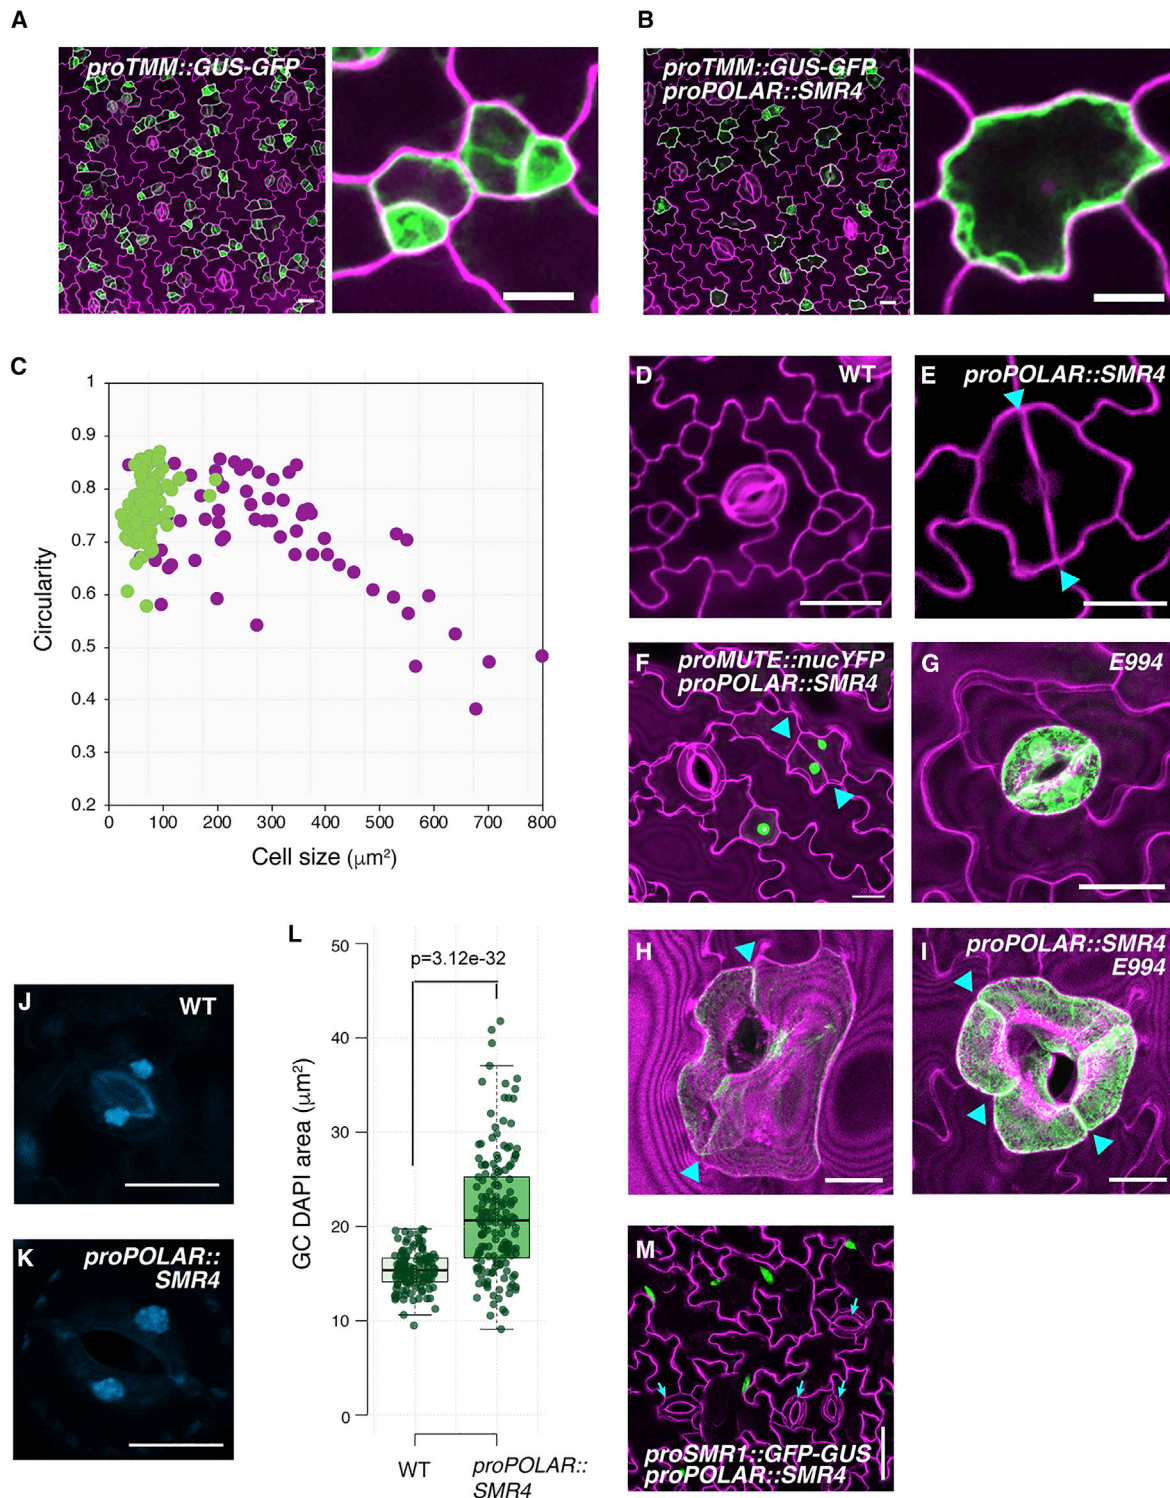 A
B
proTMM::GUS-GFP
proTMM::GUS-GFP
proPOLAR::SMR4
C
1
0.9
0.8
0.7
0.6
0.5
0.4
0.3
0.2
0
100
200
300
400
500
600
700
800
Circularity
Cell size (μm²)
D
WT
E
proPOLAR::SMR4
F
proMUTE::nucYFP
proPOLAR::SMR4
20 μm
G
E994
H
I
proPOLAR::SMR4
E994
J
WT
K
proPOLAR::
SMR4
L
50
40
30
20
10
0
GC DAPI area (μm²)
p=3.12e-32
WT
proPOLAR::
SMR4
M
proSMR1::GFP-GUS
proPOLAR::SMR4